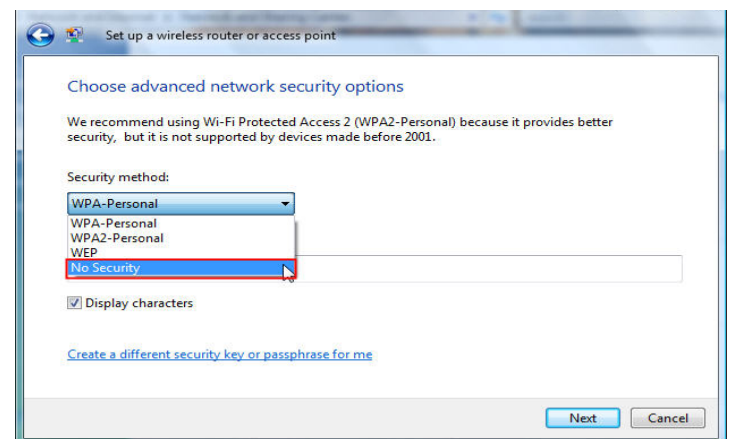 Set up a wireless router or access point
Choose advanced network security options
We recommend using Wi-Fi Protected Access 2 (WPA2-Personal) because it provides better
security, but it is not supported by devices made before 2001.
Security method:
WPA-Personal
WPA-Personal
WPA2-Personal
WEP
No Security
Display characters
Create a different security key or passphrase for me
Next Cancel